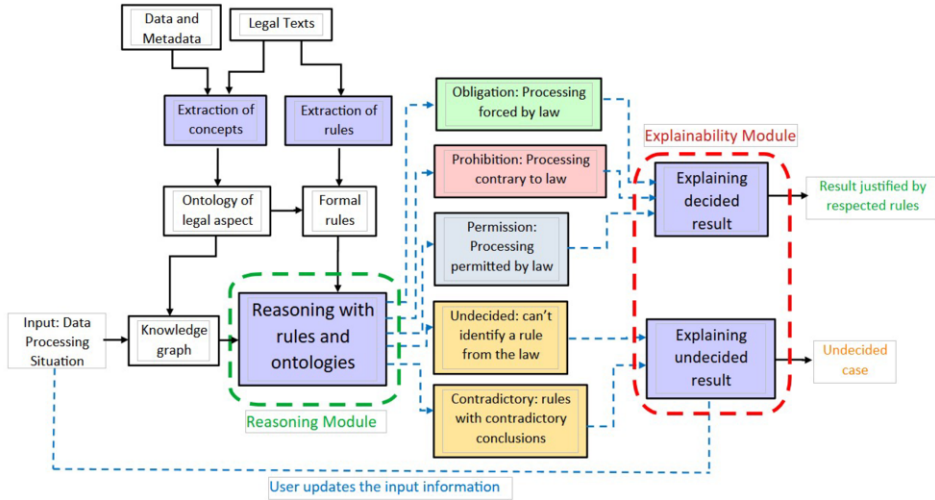 Data and
Metadata
Legal Texts
Extraction of
concepts
Extraction of
rules
Obligation: Processing
forced by law
Explainability Module
Prohibition: Processing
contrary to law
Explaining
decided
result
Result justified by
respected rules
Ontology of
legal aspect
Formal
rules
Permission:
Processing
permitted by law
Input: Data
Processing
Situation
Knowledge
graph
Reasoning with
rules and
ontologies
Undecided: can't
identify a rule
from the law
Explaining
undecided
result
Undecided
case
Reasoning Module
Contradictory: rules
with contradictory
conclusions
User updates the input information